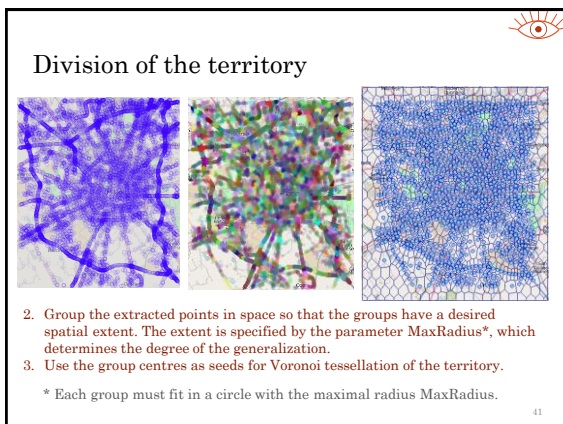 Division of the territory
2. Group the extracted points in space so that the groups have a desired
spatial extent. The extent is specified by the parameter MaxRadius*, which
determines the degree of the generalization.
3. Use the group centres as seeds for Voronoi tessellation of the territory.
* Each group must fit in a circle with the maximal radius MaxRadius.
41